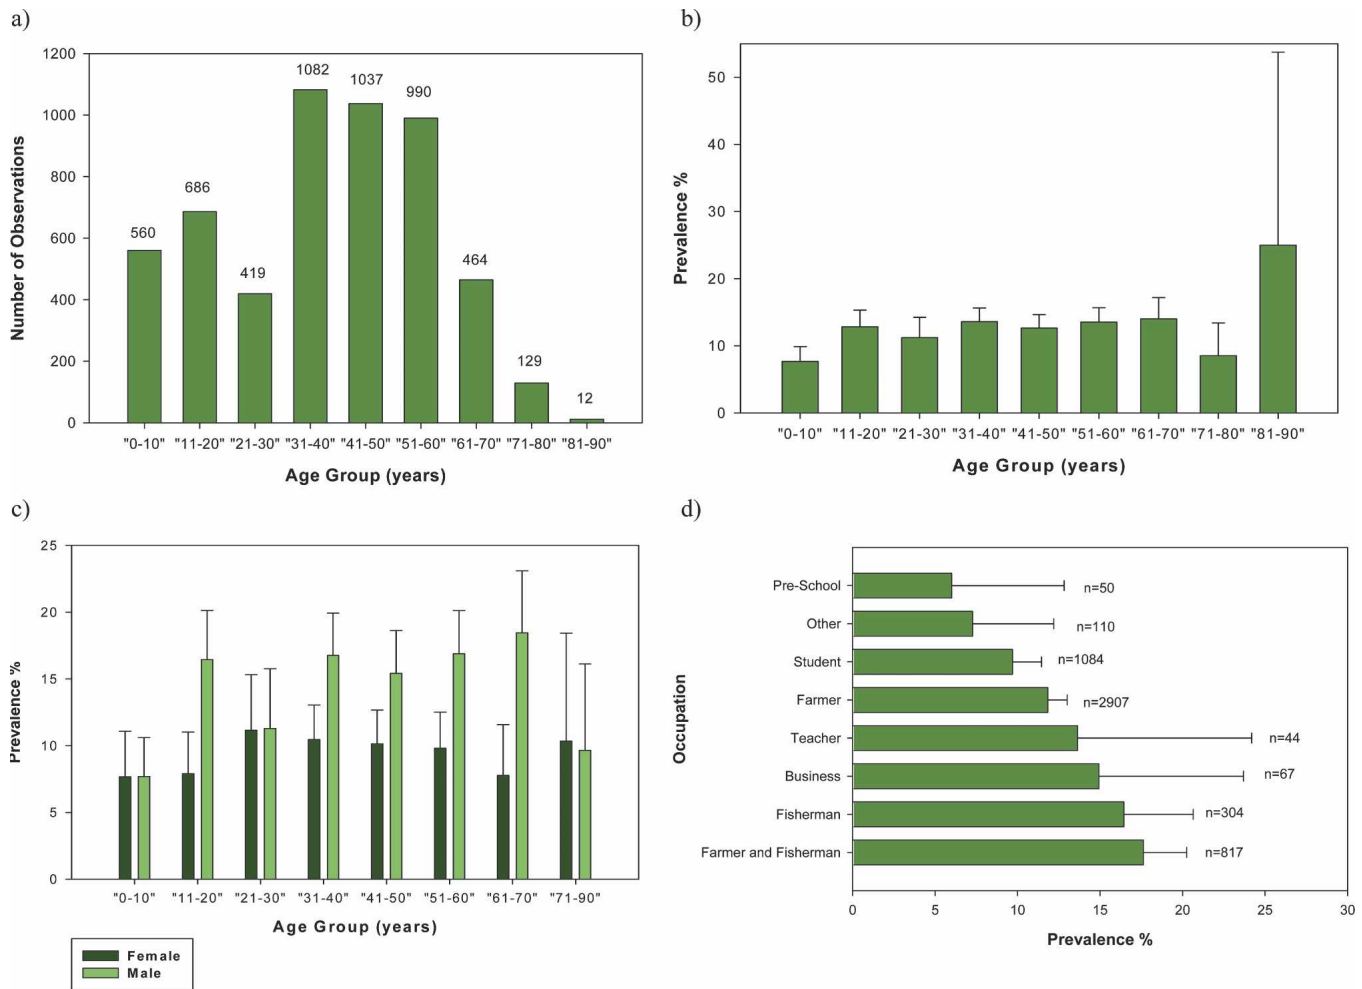 a)
1200
1000
800
600
400
200
0
Number of Observations
560
686
419
1082
1037
990
464
129
12
"0-10" "11-20" "21-30" "31-40" "41-50" "51-60" "61-70" "71-80" "81-90"
Age Group (years)
b)
50
40
30
20
10
0
Prevalence %
"0-10" "11-20" "21-30" "31-40" "41-50" "51-60" "61-70" "71-80" "81-90"
Age Group (years)
c)
25
20
15
10
5
0
Prevalence %
"0-10" "11-20" "21-30" "31-40" "41-50" "51-60" "61-70" "71-90"
Age Group (years)
Female
Male
d)
Occupation
Pre-School n=50
Other n=110
Student n=1084
Farmer n=2907
Teacher n=44
Business n=67
Fisherman n=304
Farmer and Fisherman n=817
0 5 10 15 20 25 30
Prevalence %